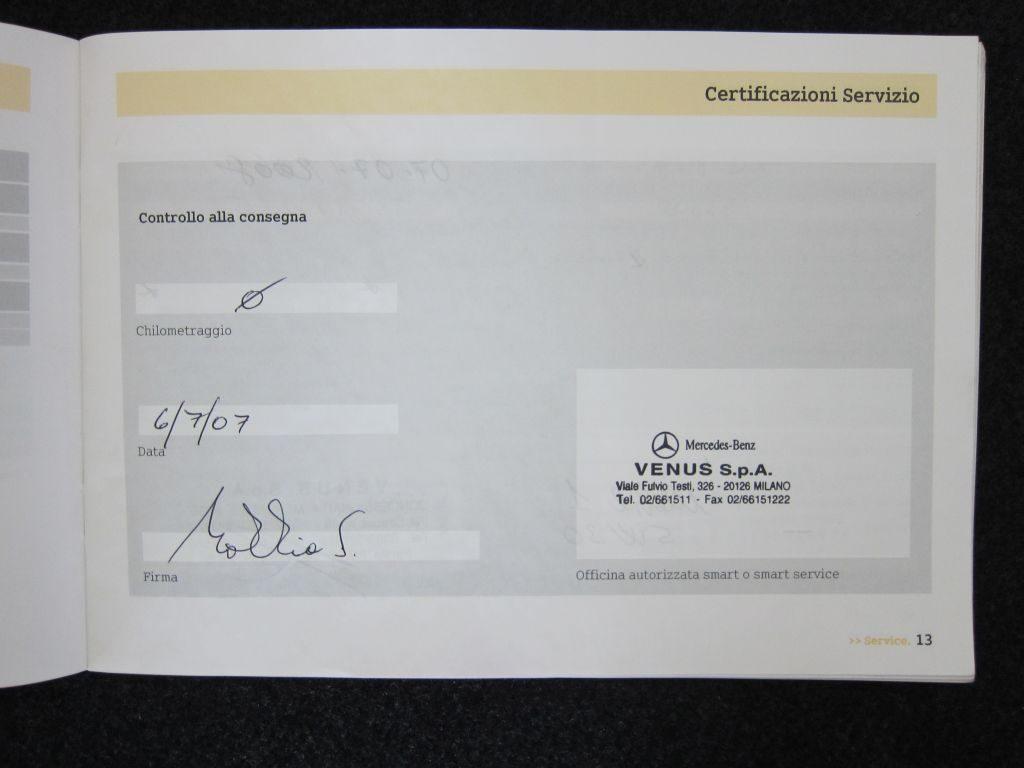 Certificazioni Servizio
Controllo alla consegna
Ø
Chilometraggio
6/7/07
Data
Firma
Mercedes-Benz
VENUS S.p.A.
Viale Fulvio Testi, 326 - 20126 MILANO
Tel. 02/661511 - Fax 02/66151222
Officina autorizzata smart o smart service
>> Service. 13